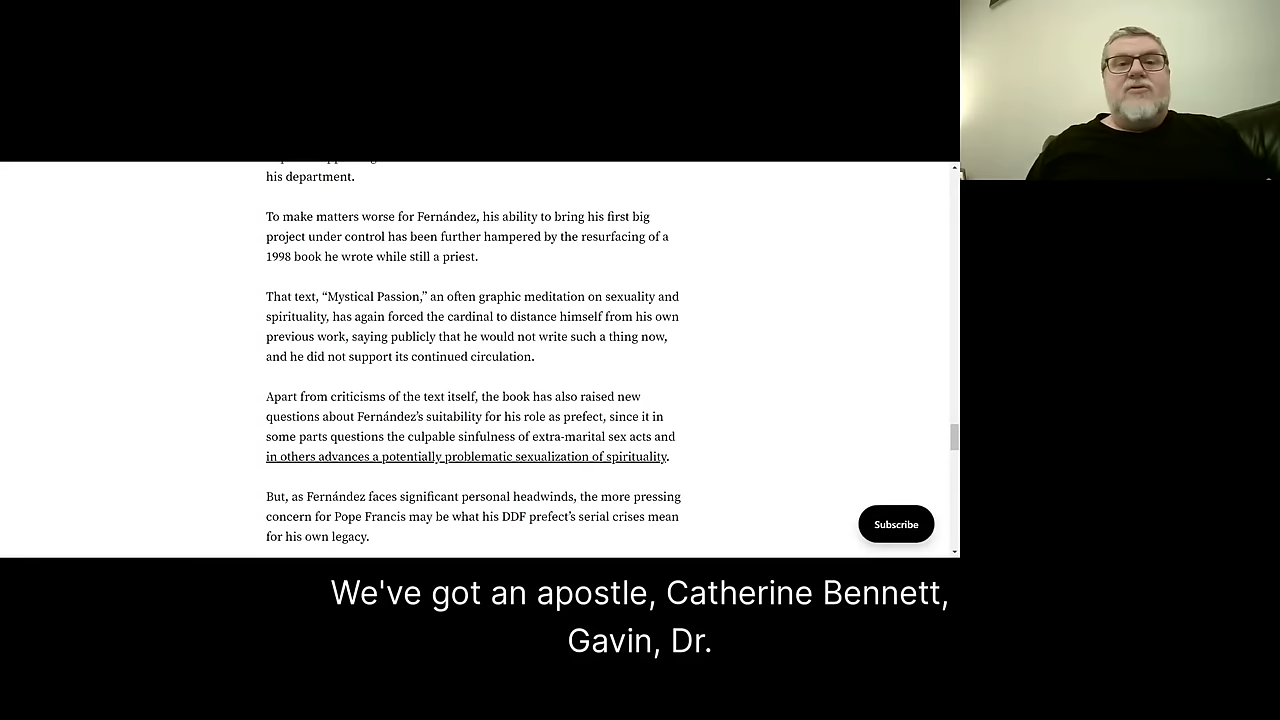 his department.
To make matters worse for Fernández, his ability to bring his first big
project under control has been further hampered by the resurfacing of a
1998 book he wrote while still a priest.
That text, “Mystical Passion,” an often graphic meditation on sexuality and
spirituality, has again forced the cardinal to distance himself from his own
previous work, saying publicly that he would not write such a thing now,
and he did not support its continued circulation.
Apart from criticisms of the text itself, the book has also raised new
questions about Fernández’s suitability for his role as prefect, since it in
some parts questions the culpable sinfulness of extra-marital sex acts and
in others advances a potentially problematic sexualization of spirituality.
But, as Fernández faces significant personal headwinds, the more pressing
concern for Pope Francis may be what his DDF prefect’s serial crises mean
for his own legacy.
Subscribe
We've got an apostle, Catherine Bennett,
Gavin, Dr.